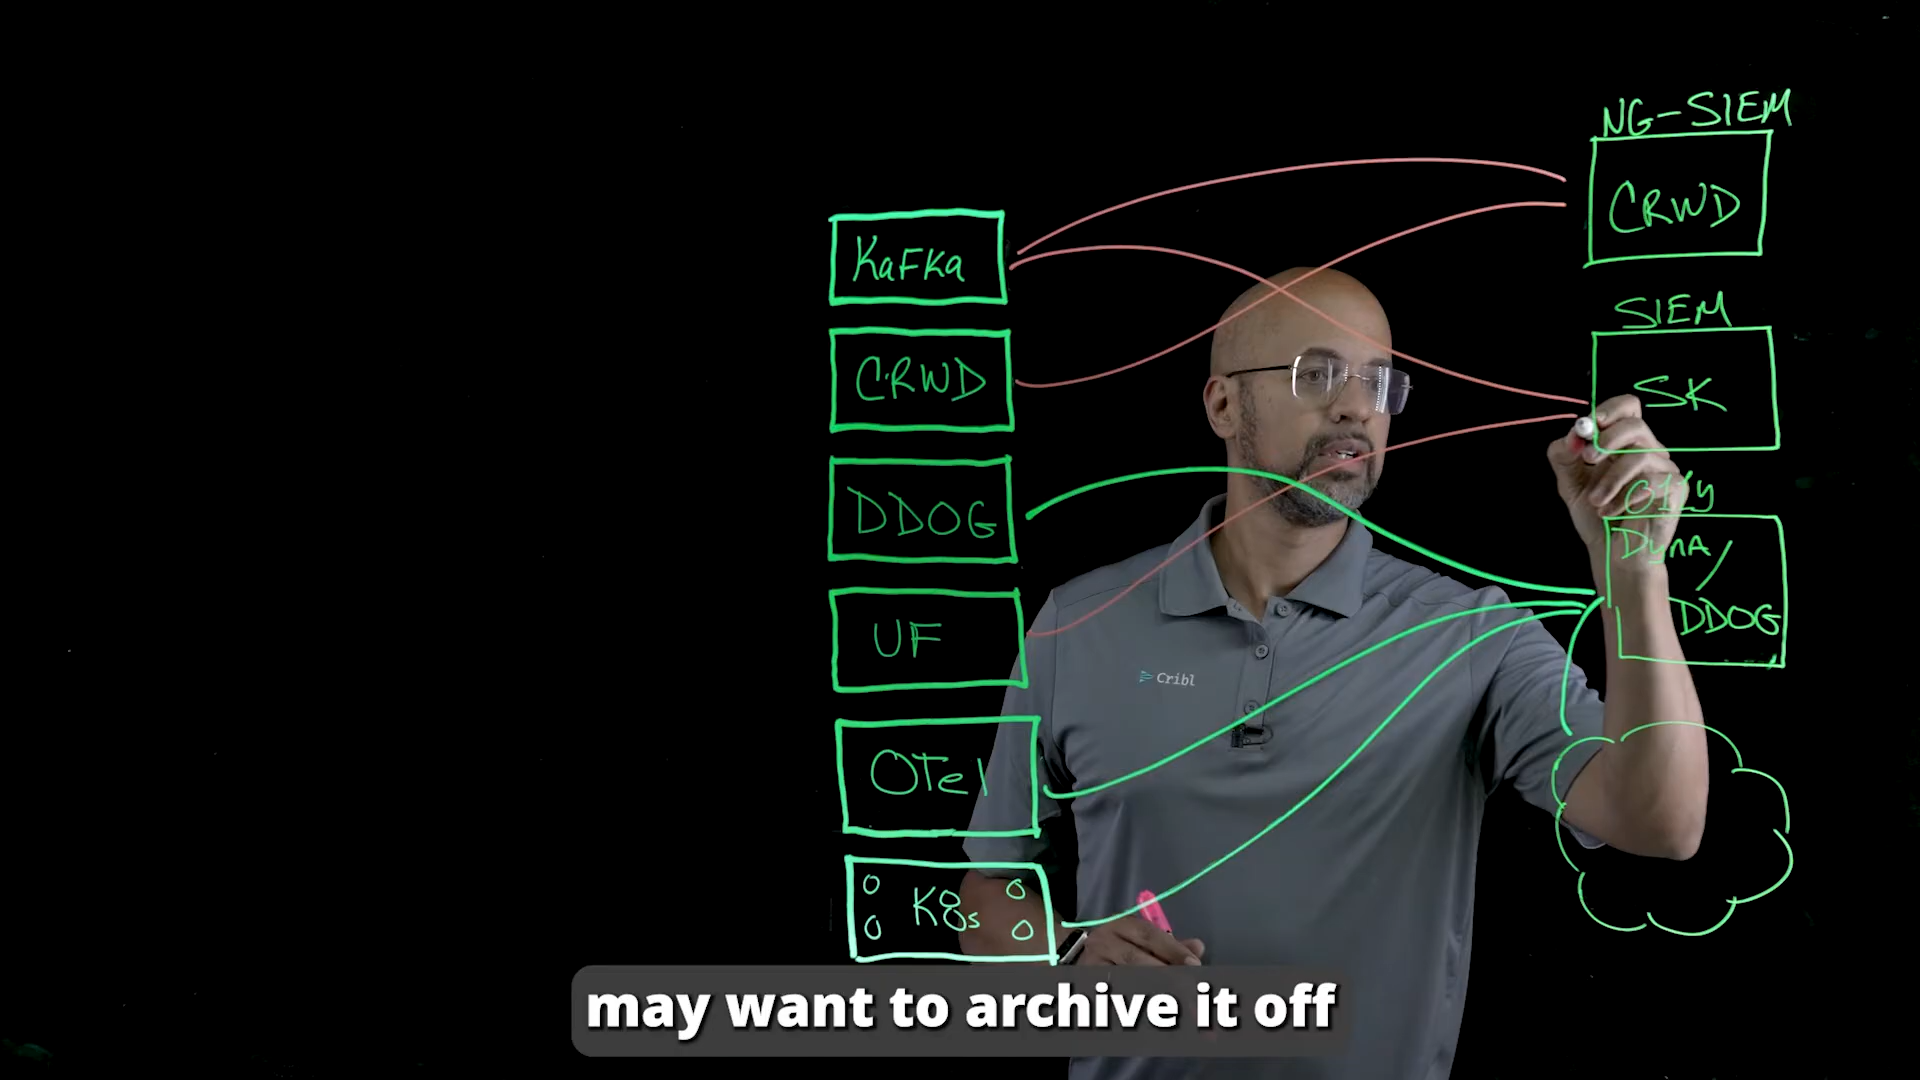 NG-SIEM
CRWD
KaFKa
SIEM
CRWD
SK
DDOG
O11y
Dyna/
DDOG
UF
Cribl
OTel
K8s
may want to archive it off